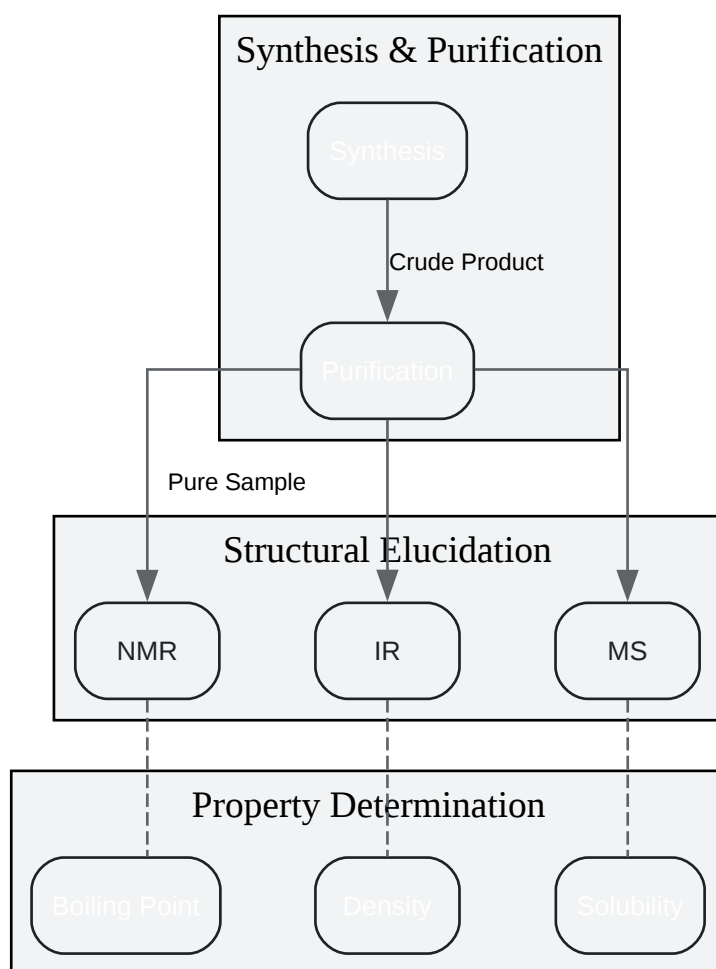 Synthesis & Purification
Synthesis
Crude Product
Purification
Pure Sample
Structural Elucidation
NMR
IR
MS
Property Determination
Boiling Point
Density
Solubility